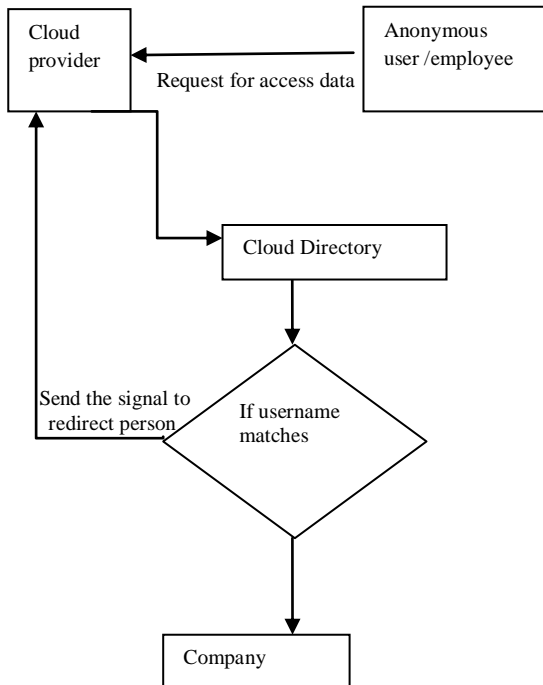 Cloud
provider
Anonymous
user /employee
Request for access data
Cloud Directory
Send the signal to
redirect person
If username
matches
Company